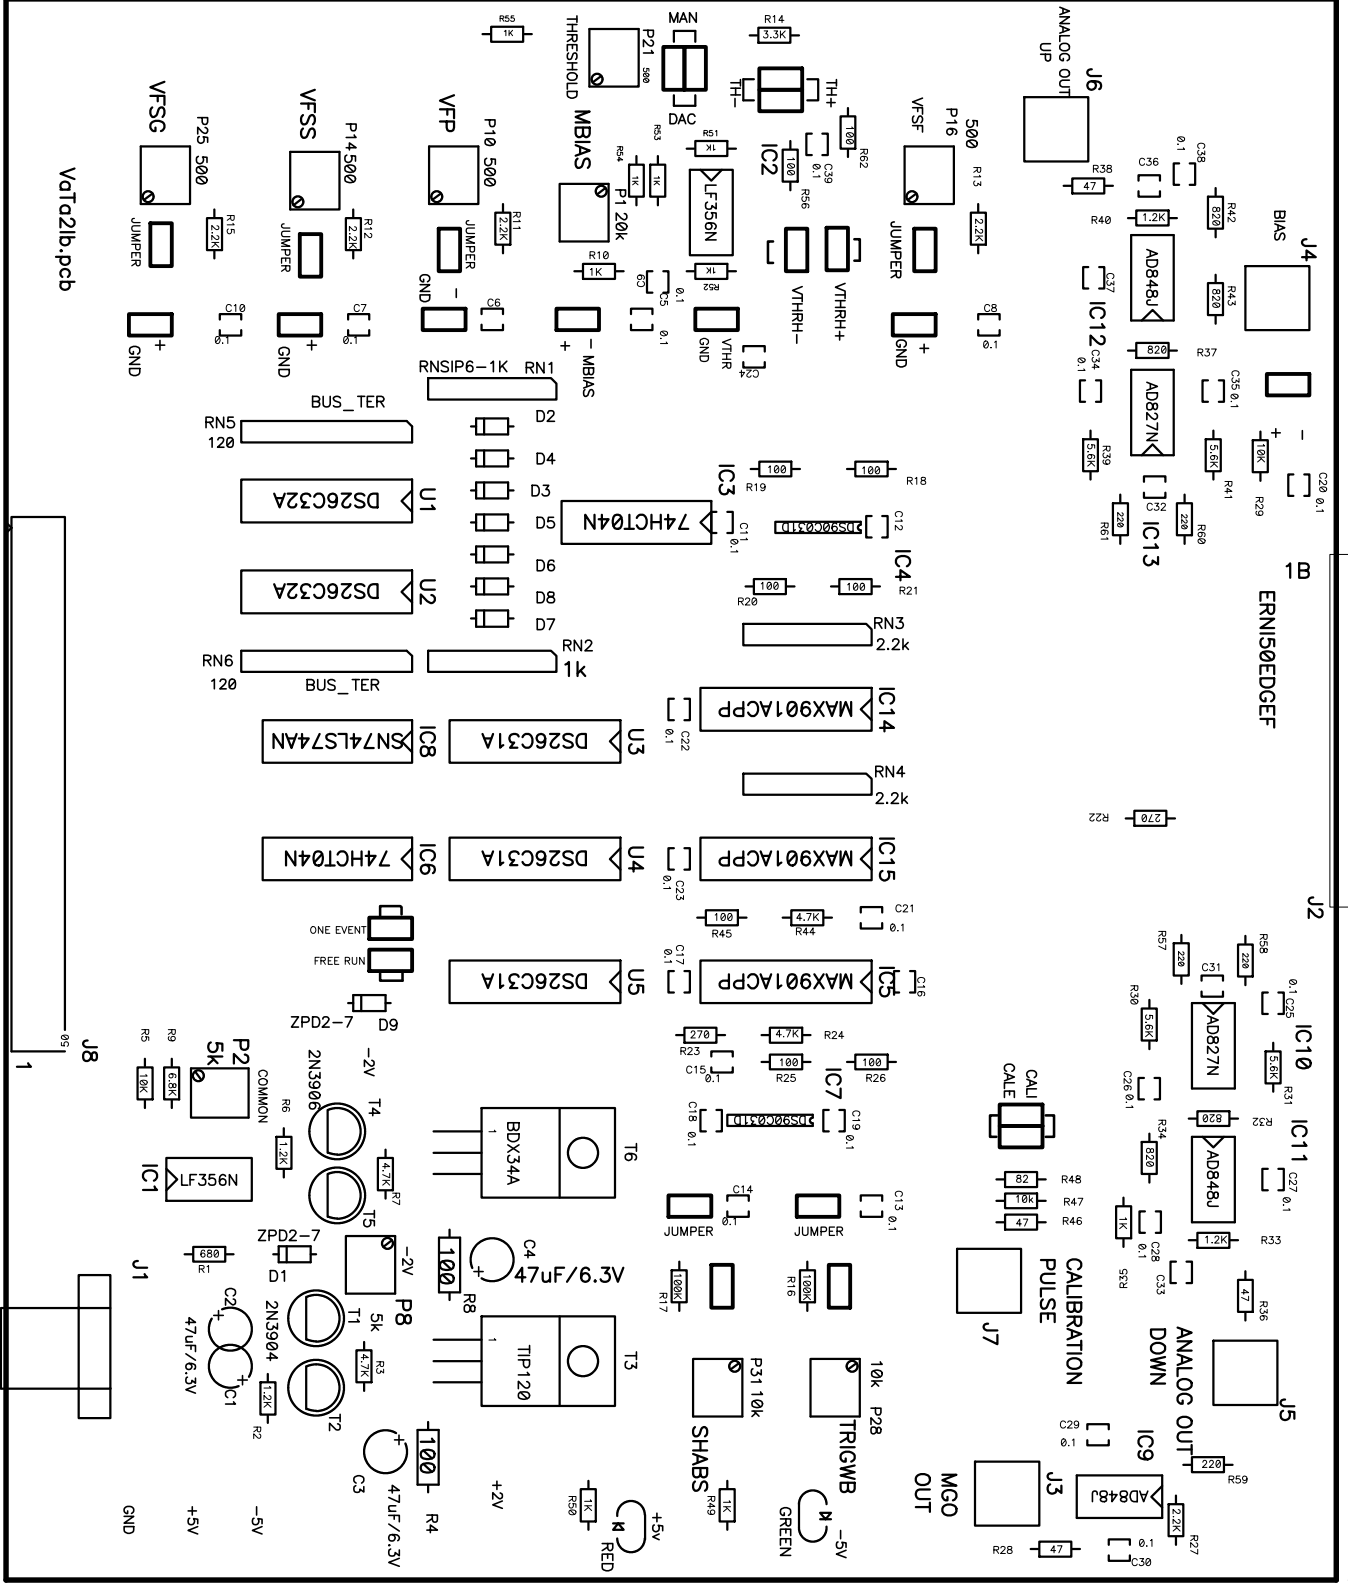 R55
1K
THRESHOLD
P21
500
MAN
DAC
R14
3.3K
TH-
TH+
ANALOG OUT
UP
J6
VFSG
P25 500
VFSS
P14 500
VFP
P10 500
MBIAS
R54
1K
R53
1K
R51
1K
IC2
100
R56
C39
0.1
100
R62
VFSF
P16
500
R13
2.2K
R38
47
C36
C38
0.1
R40
1.2K
R42
820
BIAS
J4
VaTa2Ib.pcb
JUMPER
R15
2.2K
JUMPER
R12
2.2K
JUMPER
R11
2.2K
P1 20k
LF356N
R10
1K
C9
C5
0.1
1K
R52
VTHRH-
VTHRH+
JUMPER
AD848J
C37
IC12
R43
820
GND
+
C10
0.1
GND
+
C7
0.1
GND
-
C6
+
- MBIAS
0.1
GND
VTHR
C24
GND
+
C8
0.1
820
R37
C34
0.1
AD827N
C35
0.1
+
-
RNSIP6-1K
RN1
BUS_TER
RN5
120
D2
D4
D3
D5
D6
D8
D7
DS26C32A
U1
DS26C32A
U2
IC3
74HCT04N
C11
0.1
100
R19
100
R18
DS90C031D
C12
IC4
100
R20
100
R21
5.6K
R39
5.6K
R41
10K
R29
C20
0.1
C32
220
R61
IC13
220
R60
1B
ERNI50EDGEF
RN6
120
BUS_TER
RN2
1k
RN3
2.2k
SN74LS74AN
IC8
DS26C31A
U3
C22
0.1
MAX901ACPP
IC14
RN4
2.2k
R22
270
74HCT04N
IC6
DS26C31A
U4
C23
0.1
MAX901ACPP
IC15
100
R45
4.7K
R44
C21
0.1
J2
ONE EVENT
FREE RUN
DS26C31A
U5
C17
0.1
MAX901ACPP
IC5
C16
R57
220
C31
220
R58
ZPD2-7
D9
50
J8
1
R5
10K
R9
6.8K
P2
5k
COMMON
-2V
2N3906
T4
270
R23
C15
0.1
4.7K
R24
100
R25
100
R26
IC7
R30
5.6K
AD827N
0.1
C25
IC10
5.6K
R31
C26
0.1
CALE
CALI
R6
1.2K
IC1
LF356N
4.7K
R7
T5
1
BDX34A
T6
C18
0.1
DS90C031D
C19
0.1
820
R32
IC11
R34
820
AD848J
C27
0.1
82
R48
10k
R47
47
R46
JUMPER
C14
0.1
JUMPER
C13
0.1
1K
R35
C28
0.1
1.2K
R33
C33
J1
680
R1
ZPD2-7
D1
-2V
P8
5k
100
R8
C4
47uF/6.3V
100K
R17
R16
100K
J7
CALIBRATION
PULSE
47
R36
C2
47uF/6.3V
C1
2N3904
T1
T2
4.7K
R3
1.2K
R2
1
TIP120
T3
P31 10k
SHABS
10k
P28
TRIGWB
ANALOG OUT
DOWN
J5
C3
47uF/6.3V
100
R4
C29
0.1
IC9
220
R59
GND
+5V
-5V
+2V
R50
1K
+5V
RED
R49
1K
GREEN
-5V
MGO
OUT
J3
AD848J
2.2K
R27
R28
47
0.1
C30